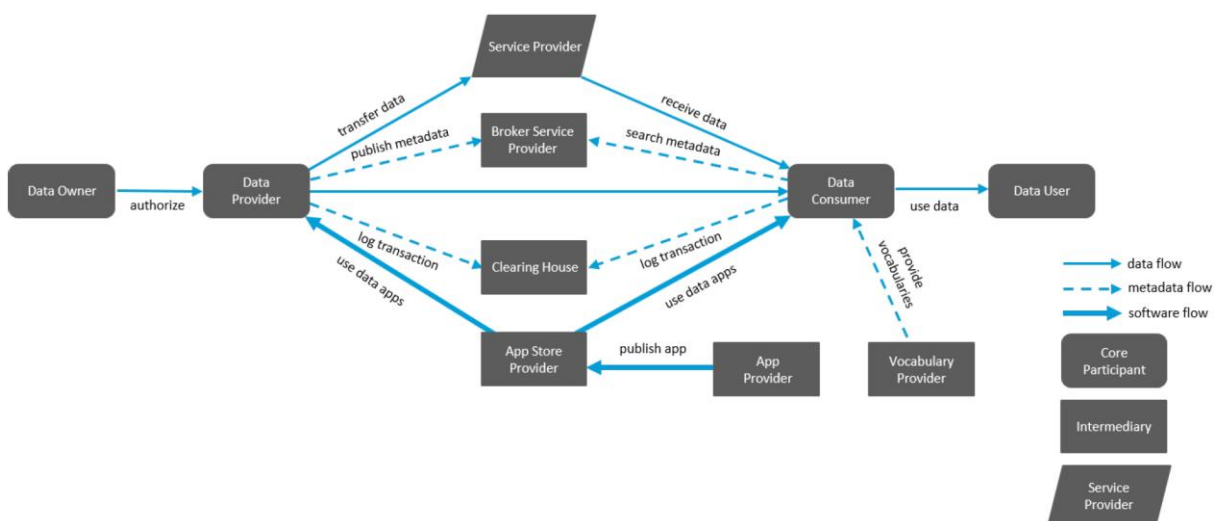 Service Provider
transfer data
receive data
publish metadata
Broker Service
Provider
search metadata
Data Owner
authorize
Data
Provider
Data
Consumer
use data
Data User
log transaction
Clearing House
log transaction
use data apps
use data apps
provide
vocabularies
App Store
Provider
publish app
App
Provider
Vocabulary
Provider
data flow
metadata flow
software flow
Core
Participant
Intermediary
Service
Provider